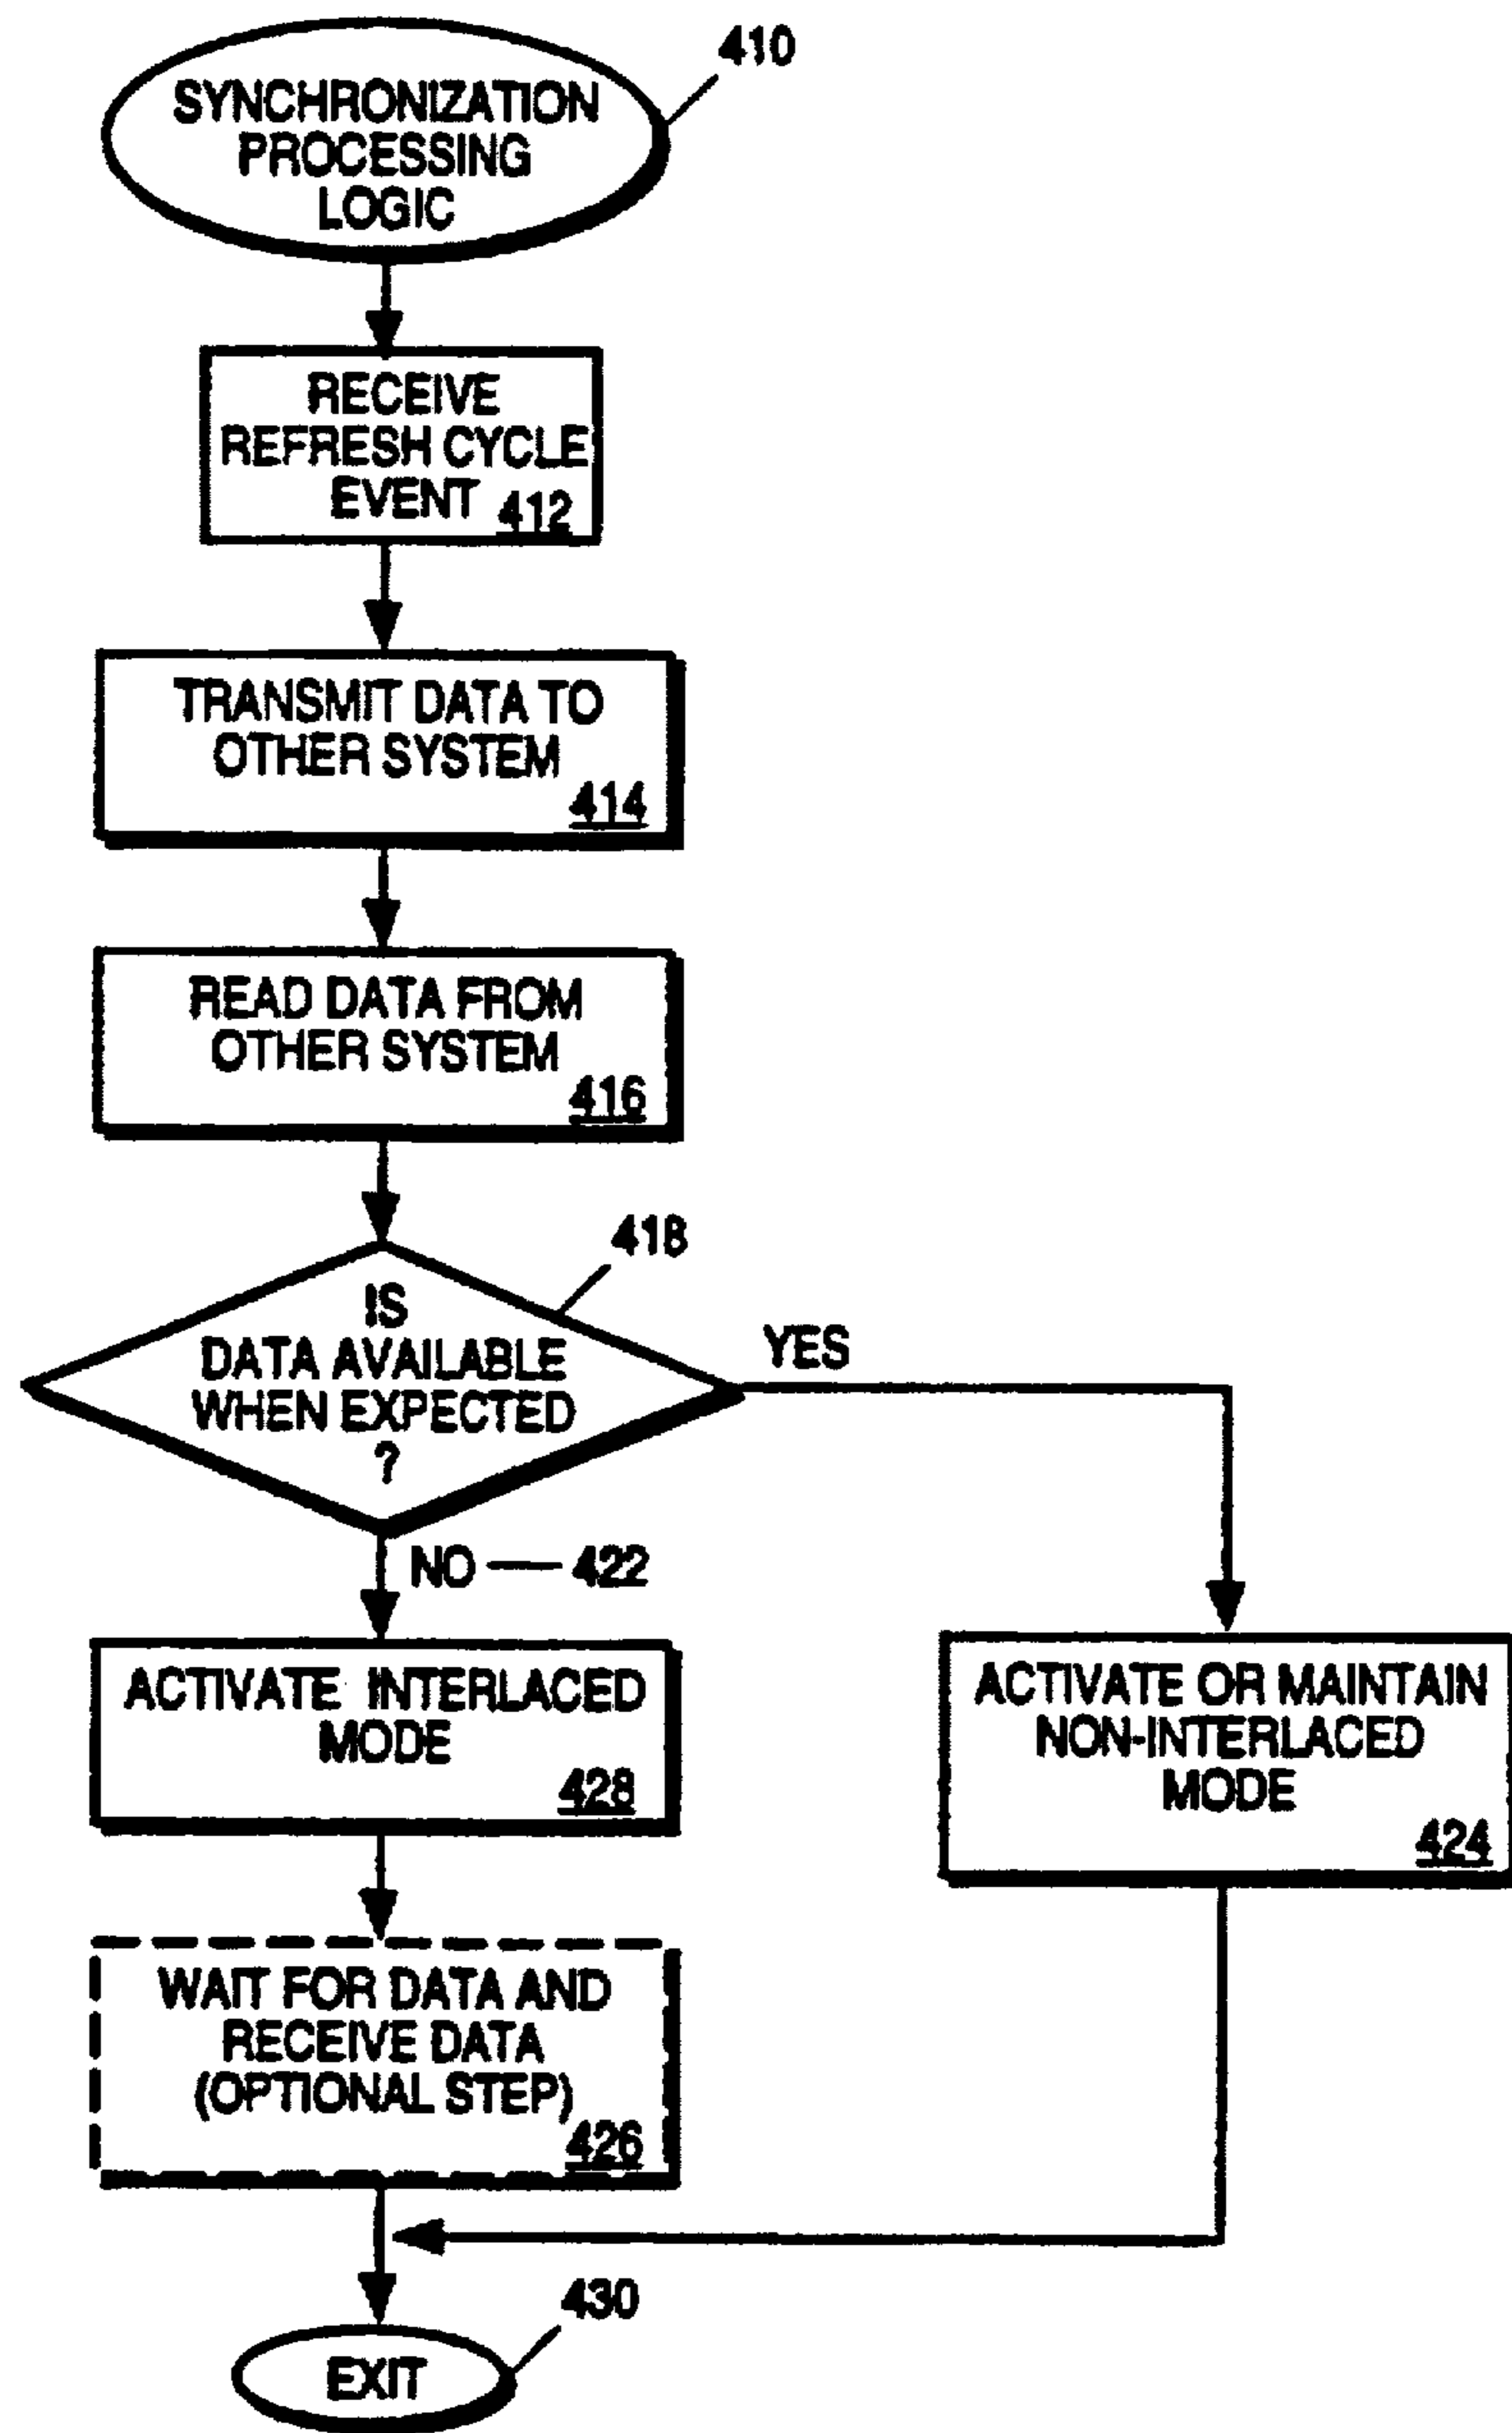 410
SYNCHRONIZATION
PROCESSING
LOGIC
RECEIVE
REFRESH CYCLE
EVENT 412
TRANSMIT DATA TO
OTHER SYSTEM
414
READ DATA FROM
OTHER SYSTEM
416
418
IS
DATA AVAILABLE
WHEN EXPECTED
?
YES
NO — 422
ACTIVATE INTERLACED
MODE
428
ACTIVATE OR MAINTAIN
NON-INTERLACED
MODE
424
WAIT FOR DATA AND
RECEIVE DATA
(OPTIONAL STEP)
426
430
EXIT